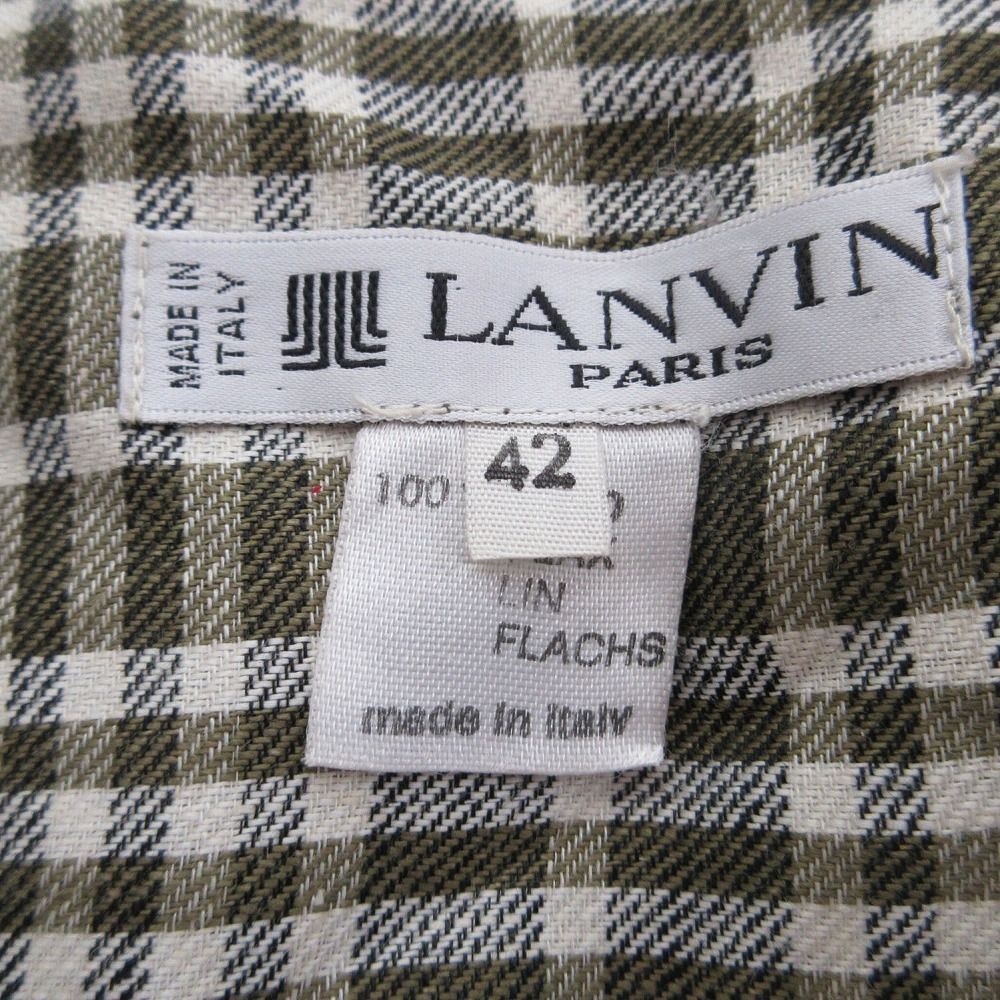 MADE IN
ITALY
LANVIN
PARIS
42
100
LIN
FLACHS
made in italy